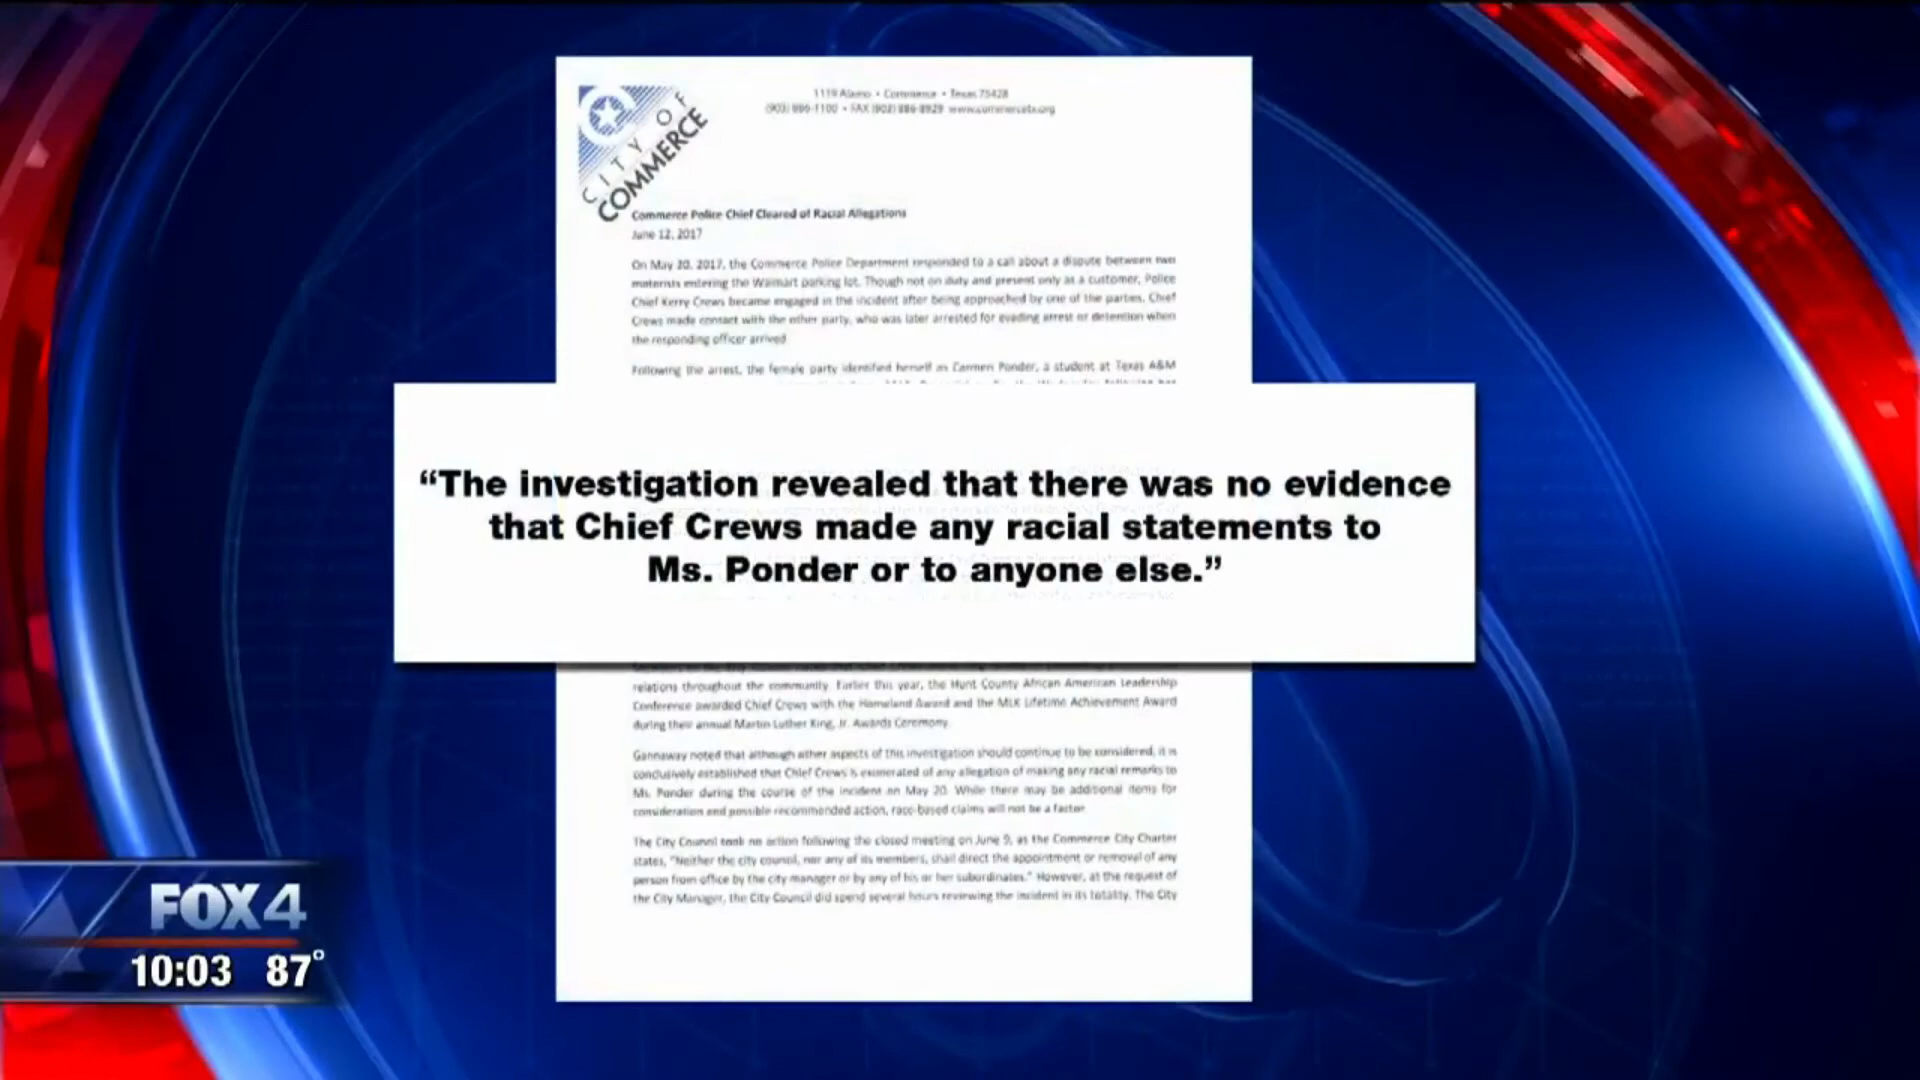 CITY OF
COMMERCE
1119 Alamo • Commerce • Texas 75428
(903) 886-1100 • FAX (903) 886-8929 www.commercetx.org
Commerce Police Chief Cleared of Racial Allegations
June 12, 2017
On May 20, 2017, the Commerce Police Department responded to a call about a dispute between two
motorists entering the Walmart parking lot. Though not on duty and present only as a customer, Police
Chief Kerry Crews became engaged in the incident after being approached by one of the parties. Chief
Crews made contact with the other party, who was later arrested for evading arrest or detention when
the responding officer arrived
Following the arrest, the female party identified herself as Carmen Ponder, a student at Texas A&M
“The investigation revealed that there was no evidence
that Chief Crews made any racial statements to
Ms. Ponder or to anyone else.”
relations throughout the community. Earlier this year, the Hunt County African American Leadership
Conference awarded Chief Crews with the Homeland Award and the MLK Lifetime Achievement Award
during their annual Martin Luther King, Jr. Awards Ceremony.
Gannaway noted that although other aspects of this investigation should continue to be considered, it is
conclusively established that Chief Crews is exonerated of any allegation of making any racial remarks to
Ms. Ponder during the course of the incident on May 20. While there may be additional items for
consideration and possible recommended action, race-based claims will not be a factor.
The City Council took no action following the closed meeting on June 9, as the Commerce City Charter
states, "Neither the city council, nor any of its members, shall direct the appointment or removal of any
person from office by the city manager or by any of his or her subordinates." However, at the request of
the City Manager, the City Council did spend several hours reviewing the incident in its totality. The City
FOX 4
10:03 87°